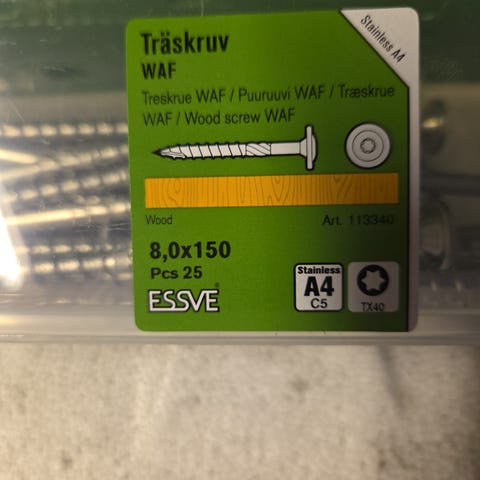 Träskruv
WAF
Stainless A4
Treskrue WAF / Puuruuvi WAF / Træskrue
WAF / Wood screw WAF
Wood
Art. 113340
8,0x150
Pcs 25
ESSVE
Stainless
A4
C5
TX40